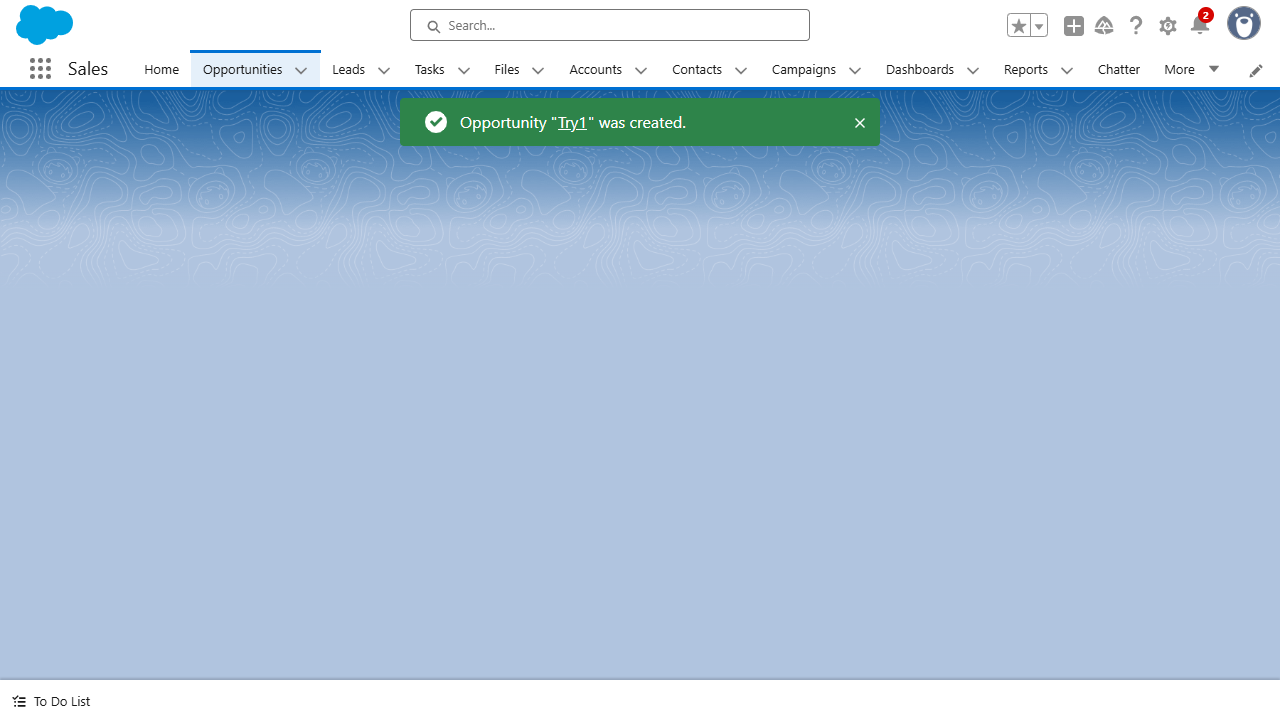 Search...
2
Sales
Home
Opportunities
Leads
Tasks
Files
Accounts
Contacts
Campaigns
Dashboards
Reports
Chatter
More
Opportunity "Try1" was created.
To Do List